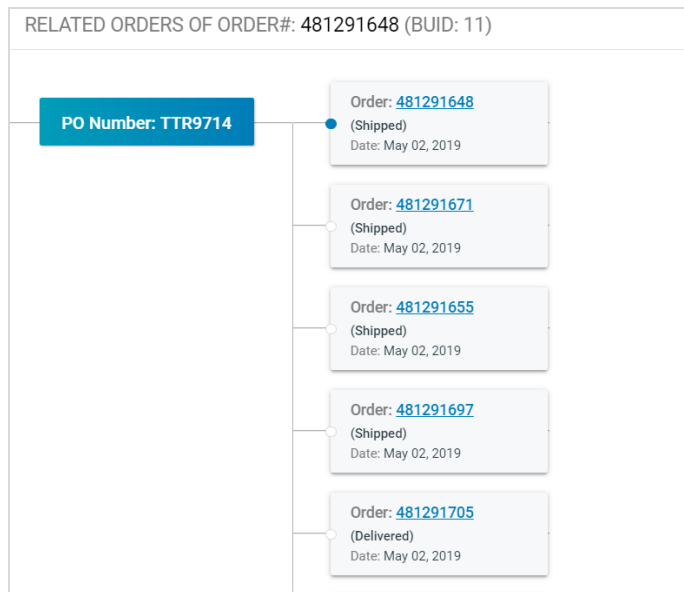 RELATED ORDERS OF ORDER#: 481291648 (BUID: 11)
PO Number: TTR9714
Order: 481291648
(Shipped)
Date: May 02, 2019
Order: 481291671
(Shipped)
Date: May 02, 2019
Order: 481291655
(Shipped)
Date: May 02, 2019
Order: 481291697
(Shipped)
Date: May 02, 2019
Order: 481291705
(Delivered)
Date: May 02, 2019